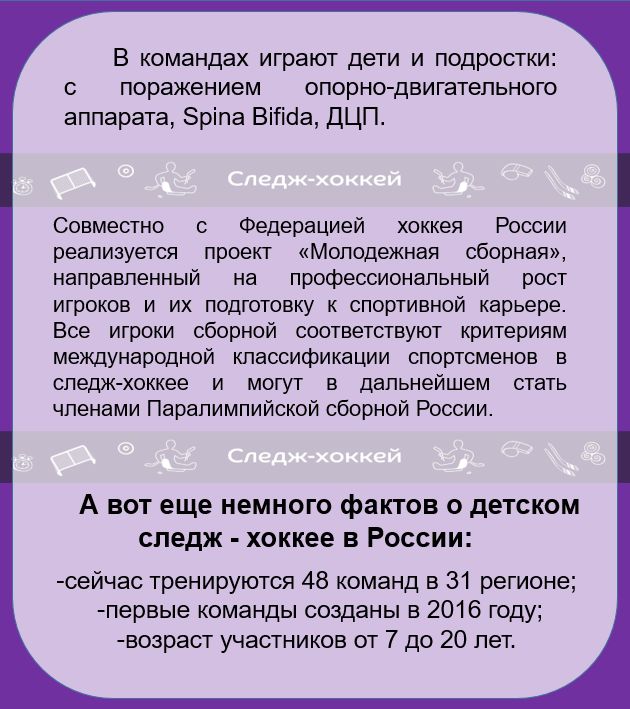 В командах играют дети и подростки:
с поражением опорно-двигательного
аппарата, Spina Bifida, ДЦП.
Следж-хоккей
Совместно с Федерацией хоккея России
реализуется проект «Молодежная сборная»,
направленный на профессиональный рост
игроков и их подготовку к спортивной карьере.
Все игроки сборной соответствуют критериям
международной классификации спортсменов в
следж-хоккее и могут в дальнейшем стать
членами Паралимпийской сборной России.
Следж-хоккей
А вот еще немного фактов о детском
следж - хоккее в России:
-сейчас тренируются 48 команд в 31 регионе;
-первые команды созданы в 2016 году;
-возраст участников от 7 до 20 лет.